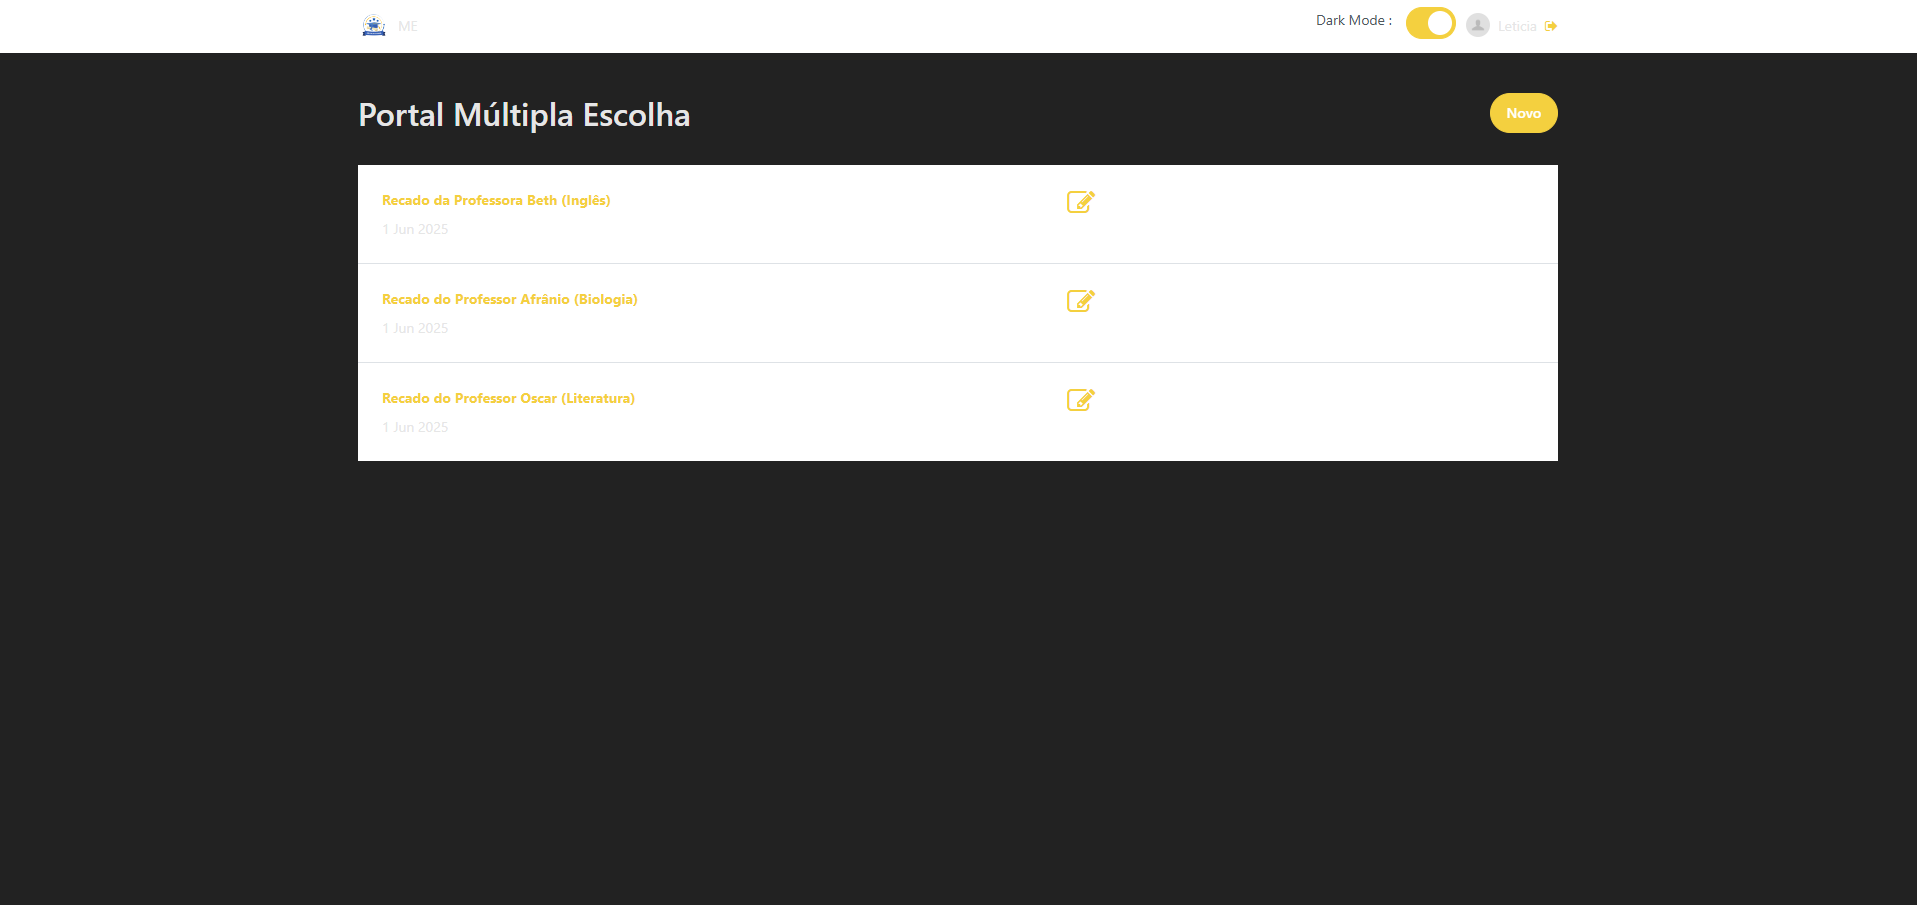 ME
Dark Mode :
Leticia
Portal Múltipla Escolha
Novo
Recado da Professora Beth (Inglês)
1 Jun 2025
Recado do Professor Afrânio (Biologia)
1 Jun 2025
Recado do Professor Oscar (Literatura)
1 Jun 2025